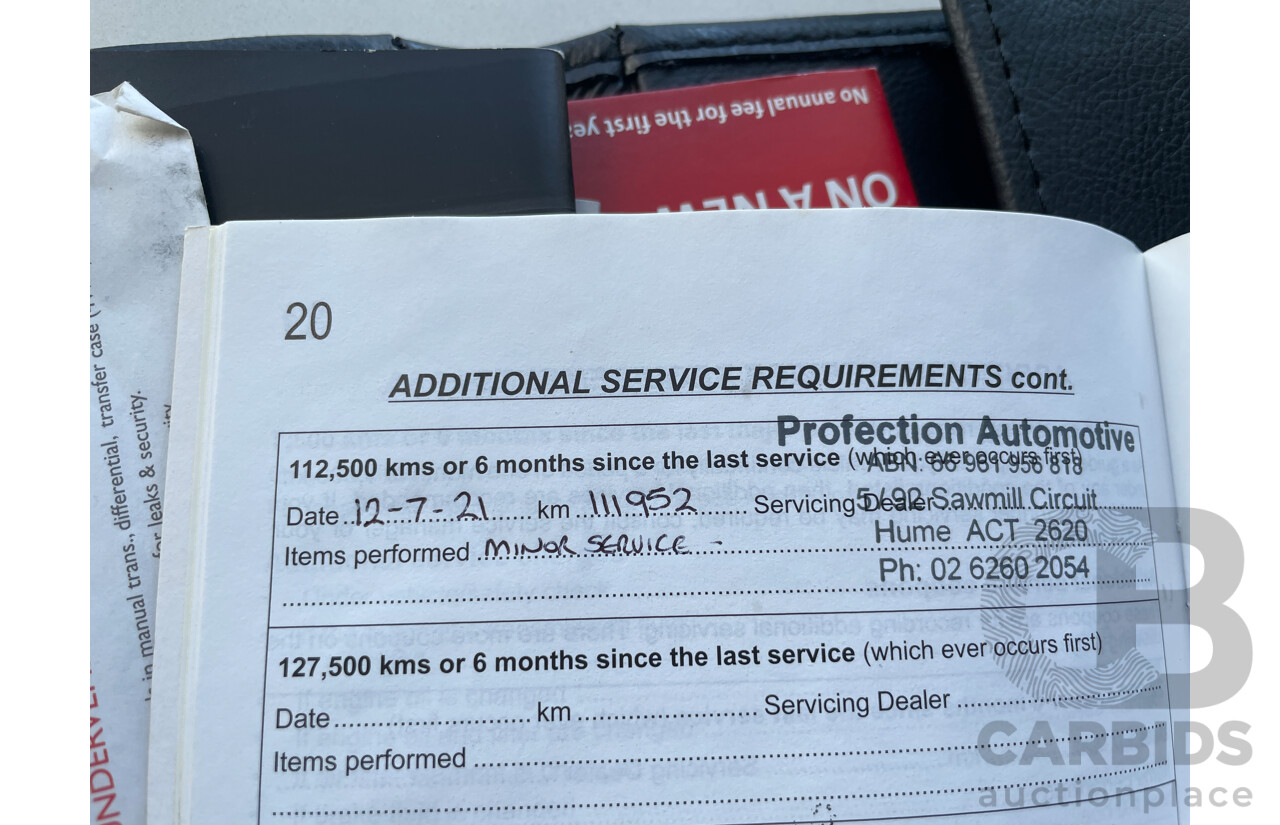 No annual fee for the first yea
ON A NEW
20
ADDITIONAL SERVICE REQUIREMENTS cont.
Profection Automotive
ABN: 66 961 956 818
5/92 Sawmill Circuit
Hume ACT 2620
Ph: 02 6260 2054
112,500 kms or 6 months since the last service (which ever occurs first)
Date 12-7-21 km 111952 Servicing Dealer
Items performed MINOR SERVICE -
127,500 kms or 6 months since the last service (which ever occurs first)
Date km Servicing Dealer
Items performed
in manual trans., differential, transfer case
for leaks & security.
CARBIDS
auctionplace